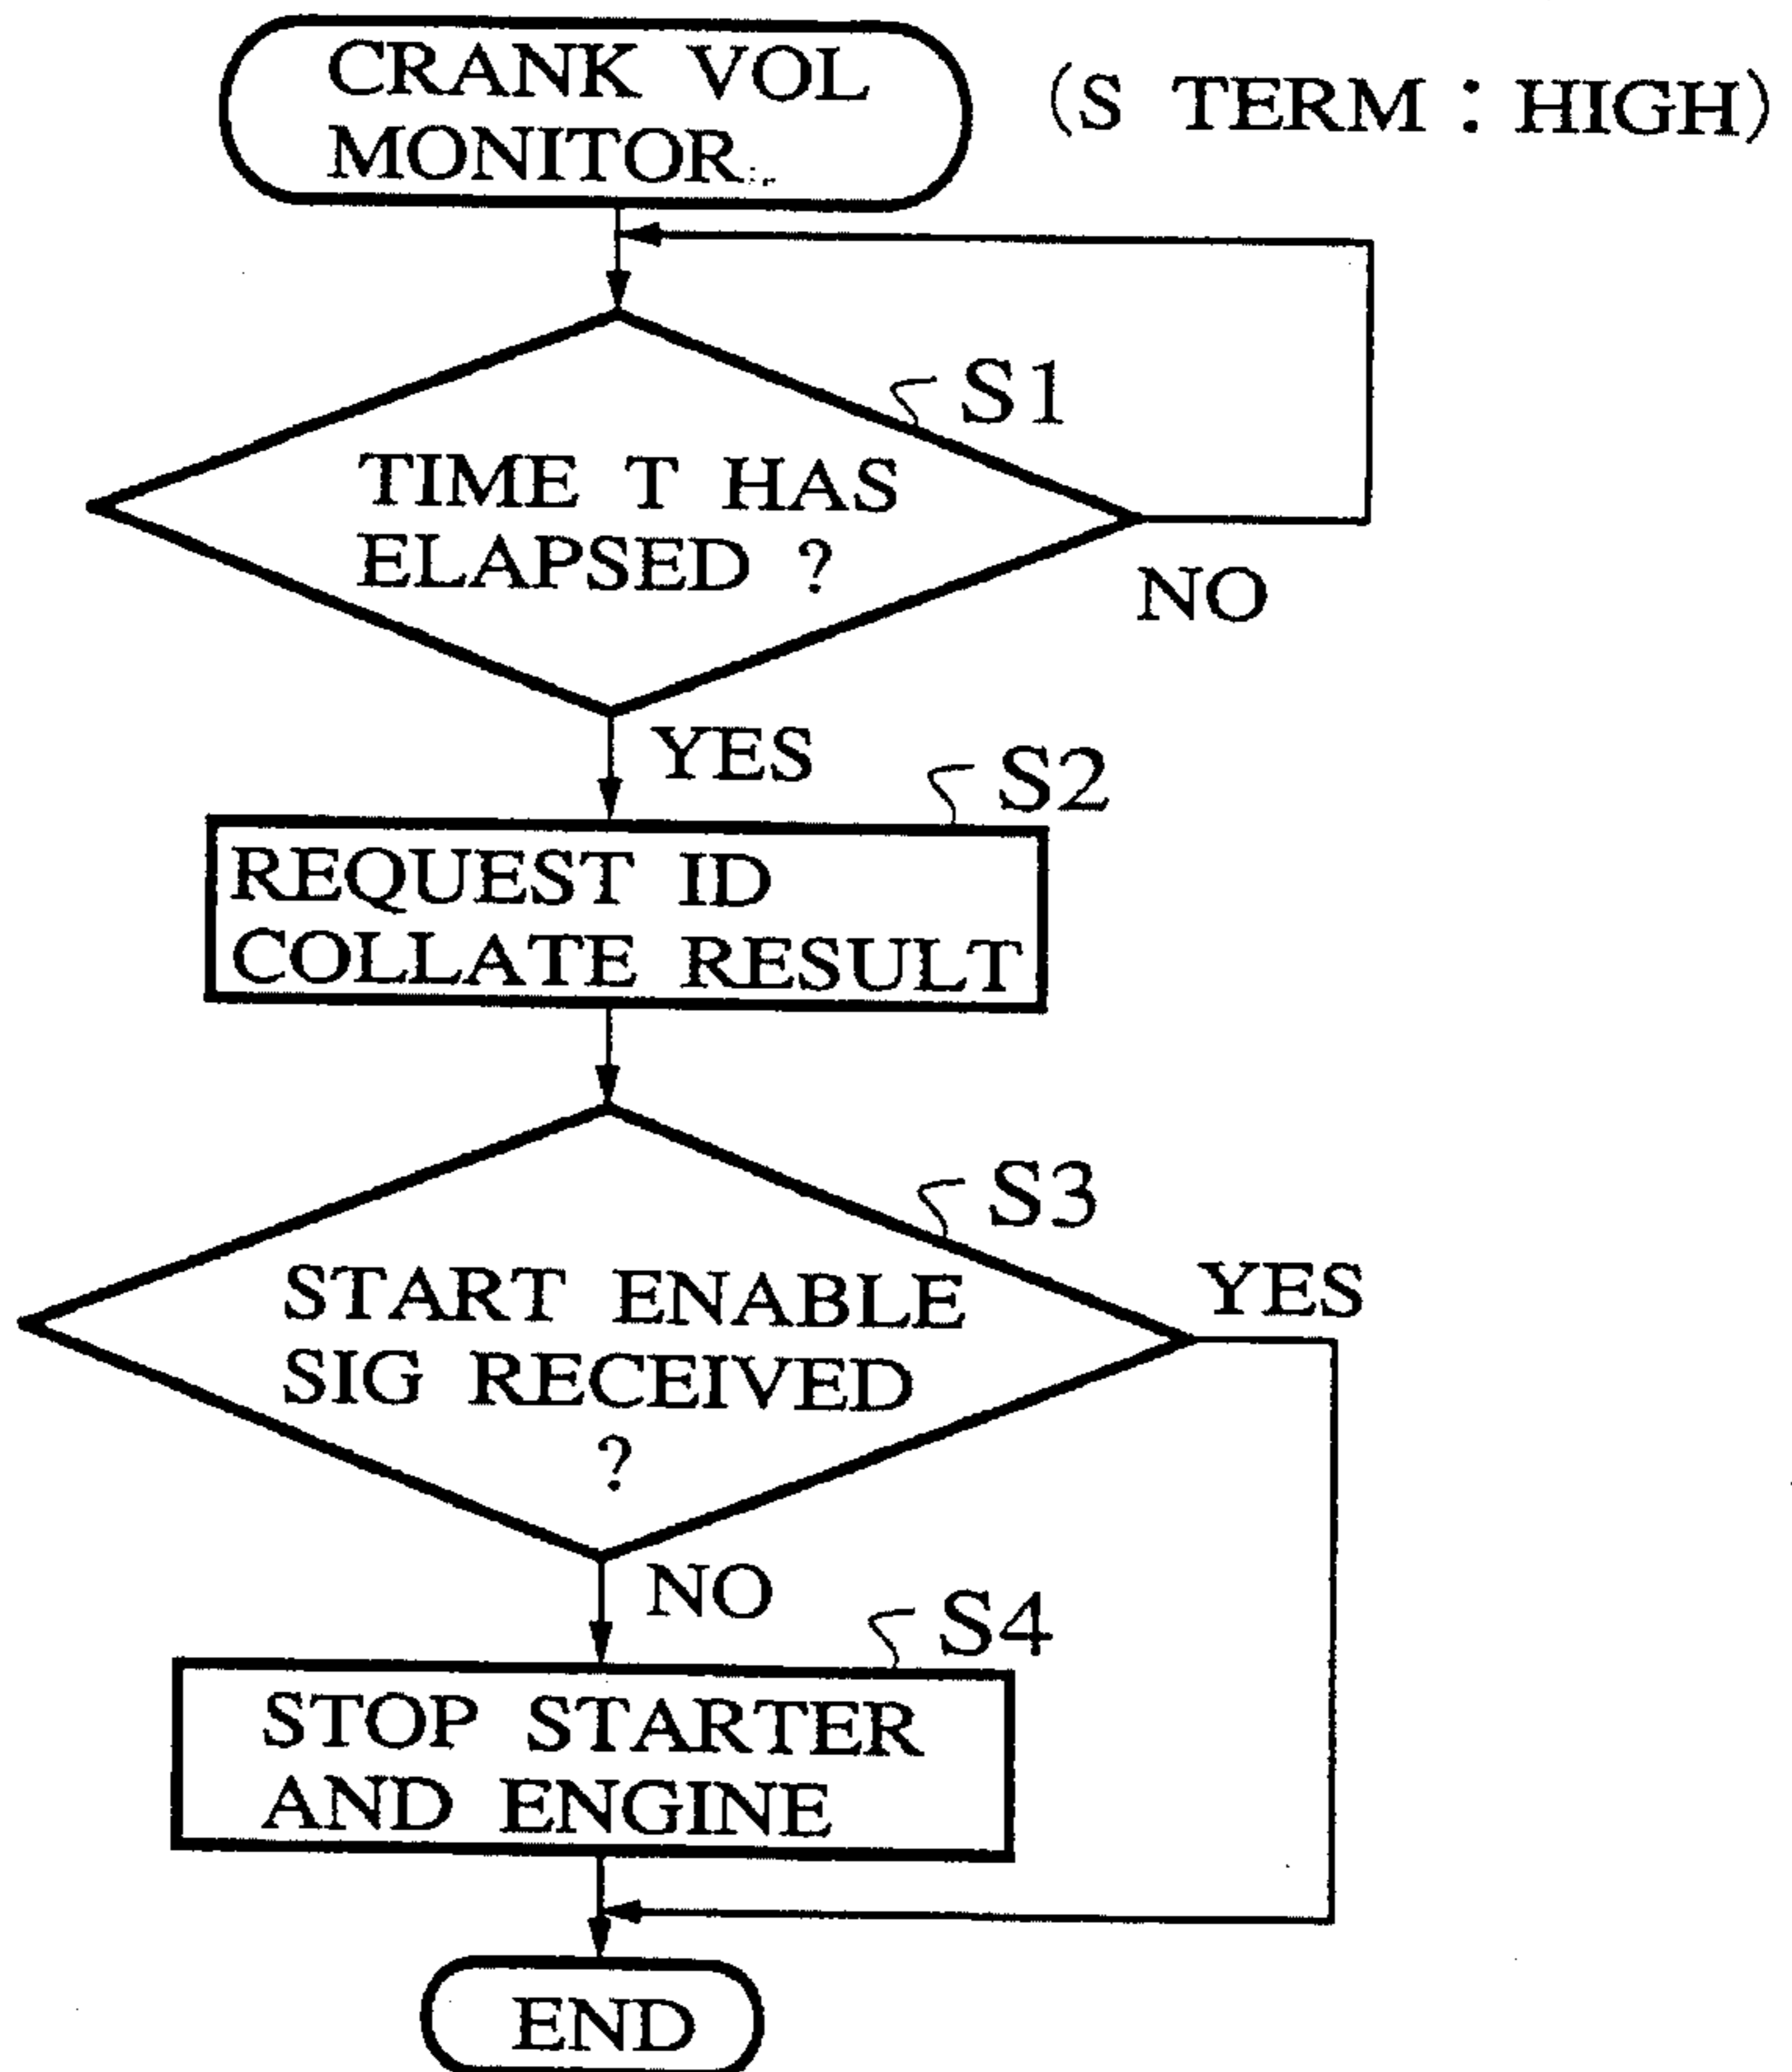 CRANK VOL
MONITOR
(S TERM : HIGH)
S1
TIME T HAS
ELAPSED ?
NO
YES
S2
REQUEST ID
COLLATE RESULT
S3
START ENABLE
SIG RECEIVED
?
YES
NO
S4
STOP STARTER
AND ENGINE
END